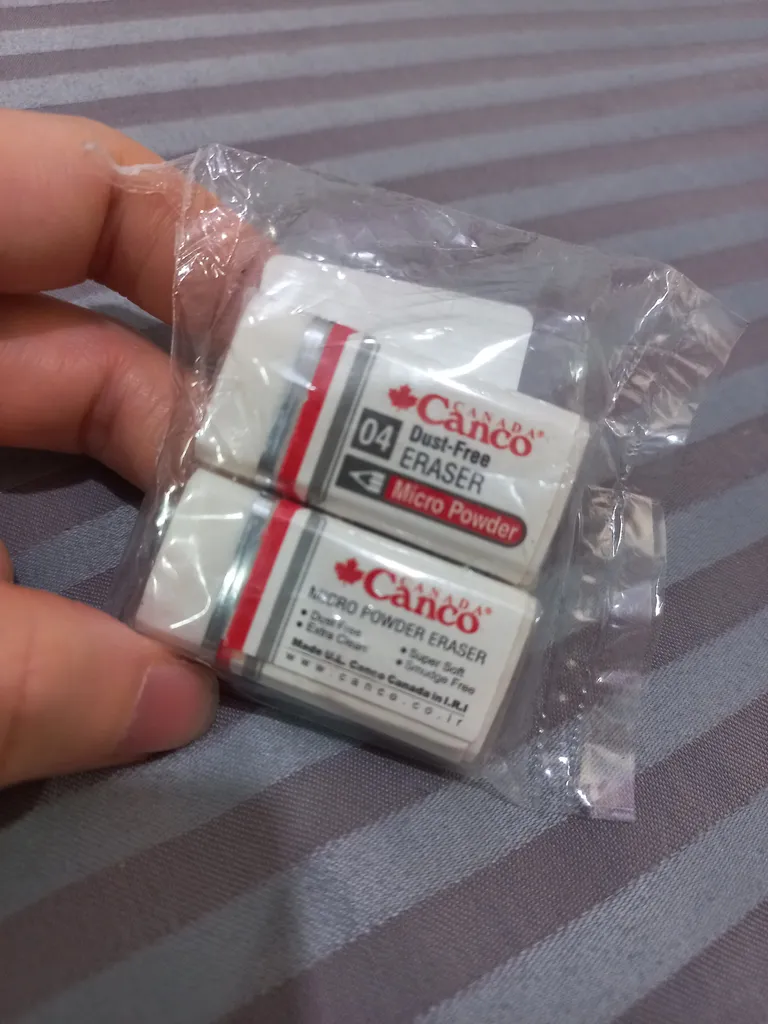 CANADA
Canco®
04
Dust-Free
ERASER
Micro Powder
CANADA
Canco®
MICRO POWDER ERASER
• Dust Free
• Super Soft
• Extra Clean
• Smudge Free
Made U.L. Canco Canada in I.R.I
www.canco.co.ir